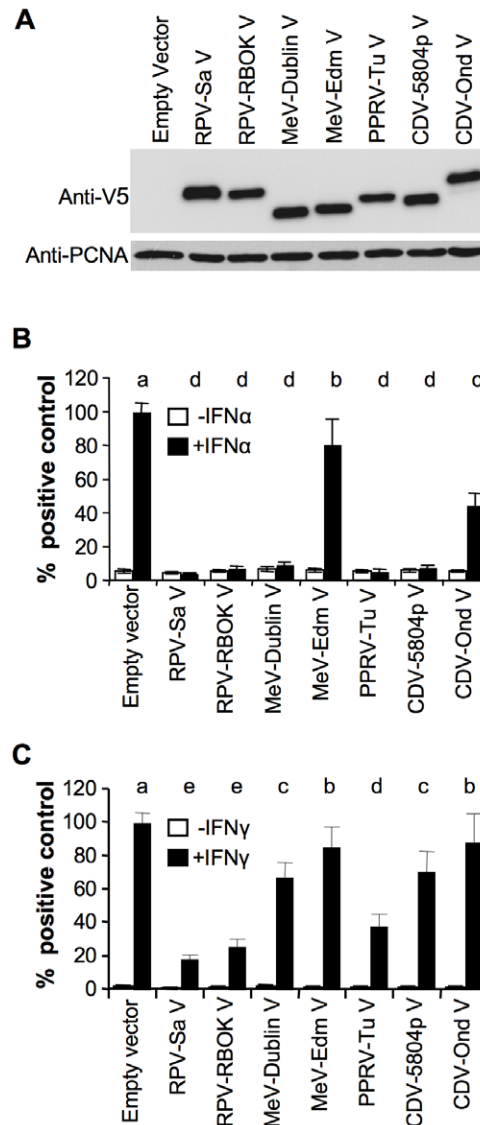 A
Empty Vector
RPV-Sa V
RPV-RBOK V
MeV-Dublin V
MeV-Edm V
PPRV-Tu V
CDV-5804p V
CDV-Ond V
Anti-V5
Anti-PCNA
B
a d d d b d d c
-IFNα
+IFNα
% positive control
120
100
80
60
40
20
0
Empty vector
RPV-Sa V
RPV-RBOK V
MeV-Dublin V
MeV-Edm V
PPRV-Tu V
CDV-5804p V
CDV-Ond V
C
a e e c b d c b
-IFNγ
+IFNγ
% positive control
120
100
80
60
40
20
0
Empty vector
RPV-Sa V
RPV-RBOK V
MeV-Dublin V
MeV-Edm V
PPRV-Tu V
CDV-5804p V
CDV-Ond V